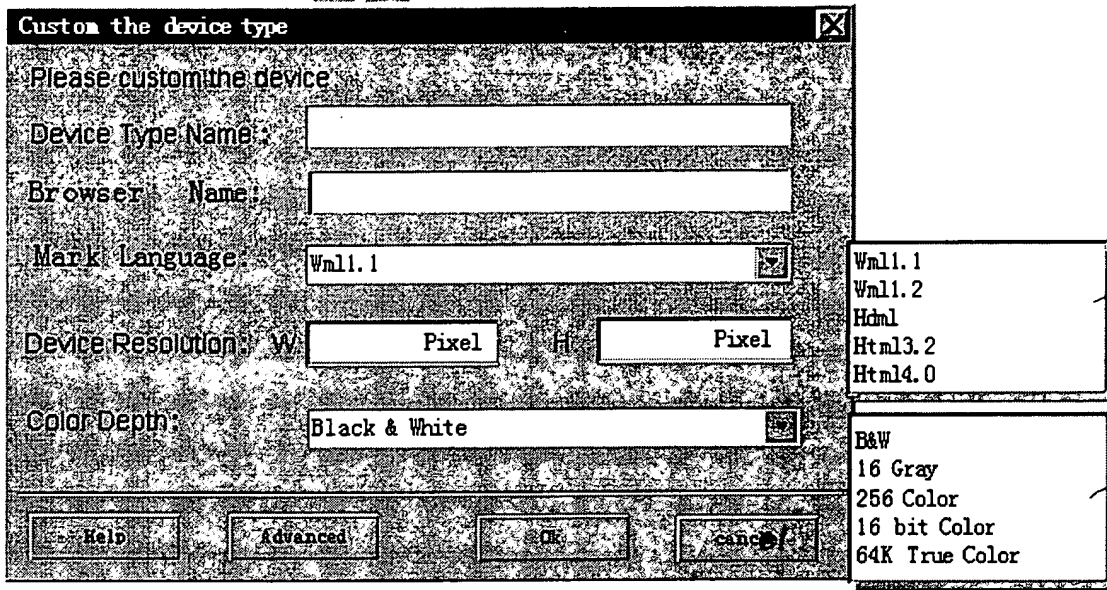 Custom the device type
Please custom the device
Device Type Name:
Browser Name:
Mark Language: Wml1.1
Device Resolution: W Pixel H Pixel
Color Depth: Black & White
Help Advanced Ok cancel
Wml1.1
Wml1.2
Hdml
Html3.2
Html4.0
B&W
16 Gray
256 Color
16 bit Color
64K True Color